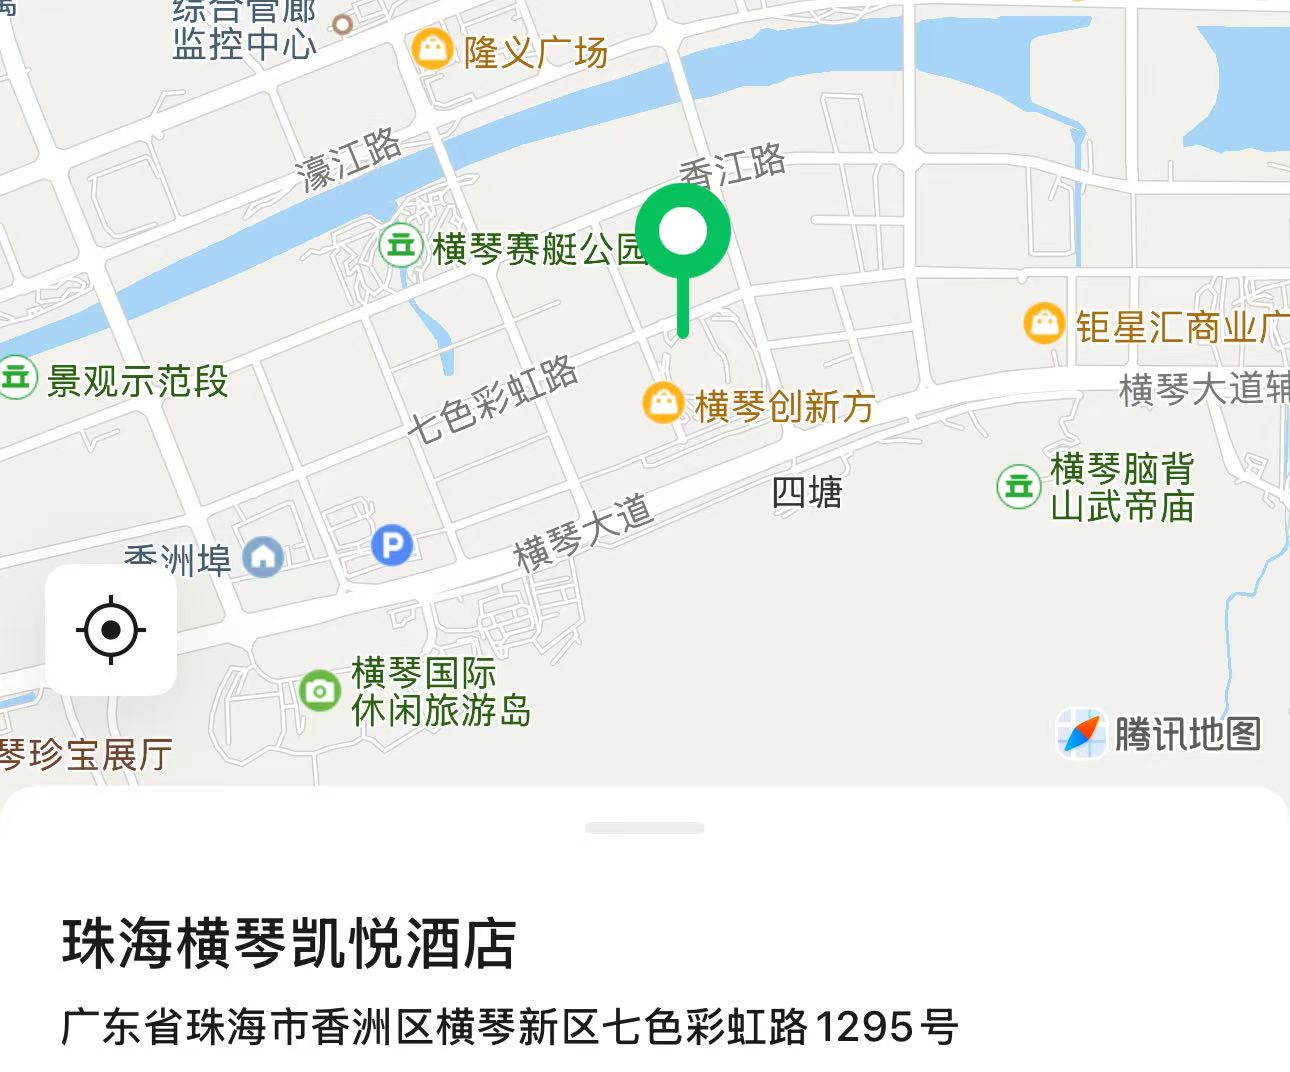 综合管廊
监控中心
隆义广场
濠江路
香江路
横琴赛艇公园
钜星汇商业广
景观示范段
七色彩虹路
横琴创新方
横琴大道辅
横琴脑背
山武帝庙
四塘
横琴大道
香洲埠
P
横琴国际
休闲旅游岛
琴珍宝展厅
腾讯地图
珠海横琴凯悦酒店
广东省珠海市香洲区横琴新区七色彩虹路1295号